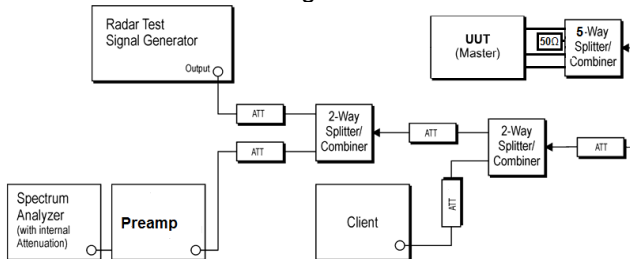 Radar Test
Signal Generator
Output
UUT
(Master)
50Ω
5-Way
Splitter/
Combiner
ATT
ATT
2-Way
Splitter/
Combiner
ATT
2-Way
Splitter/
Combiner
ATT
ATT
Spectrum
Analyzer
(with internal
Attenuation)
Preamp
Client